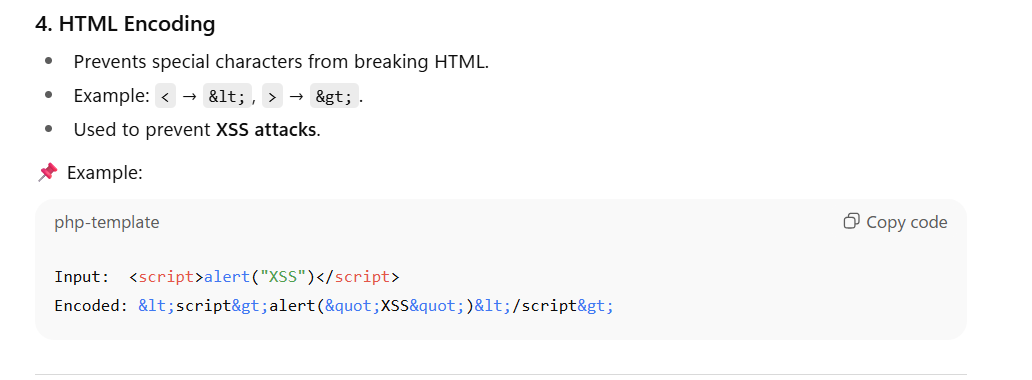 4. HTML Encoding
• Prevents special characters from breaking HTML.
• Example: < → &lt;, > → &gt;.
• Used to prevent XSS attacks.
📌 Example:
php-template Copy code
Input:  <script>alert("XSS")</script>
Encoded: &lt;script&gt;alert(&quot;XSS&quot;)&lt;/script&gt;